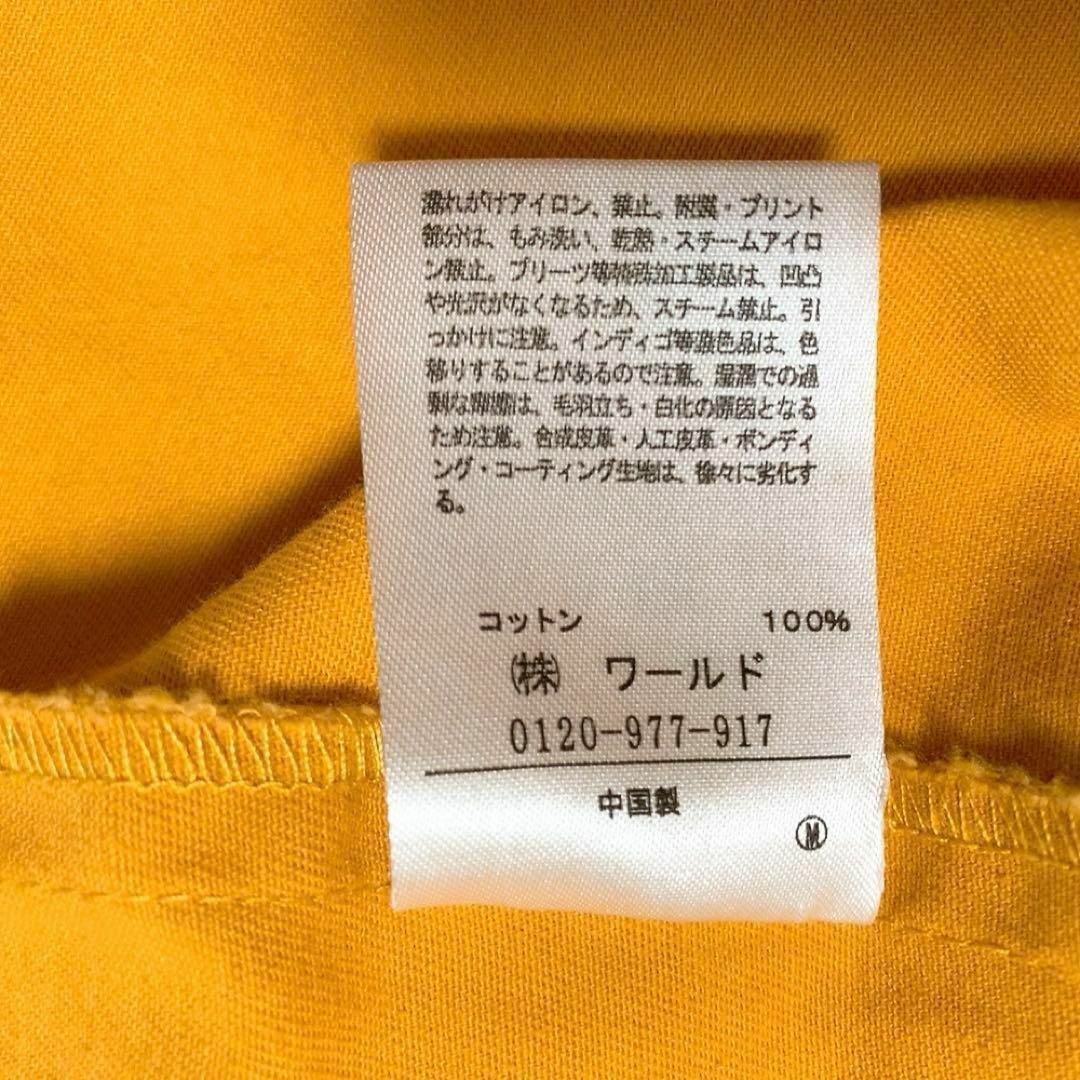 濡れがけアイロン、禁止。附属・プリント
部分は、もみ洗い、乾熱・スチームアイロ
ン禁止。プリーツ等特殊加工製品は、凹凸
や光沢がなくなるため、スチーム禁止。引
っかけに注意。インディゴ等濃色品は、色
移りすることがあるので注意。湿潤での過
剰な摩擦は、毛羽立ち・白化の原因となる
ため注意。合成皮革・人工皮革・ボンディ
ング・コーティング生地は、徐々に劣化す
る。
コットン 100%
㈱ ワールド
0120-977-917
中国製
Ⓜ